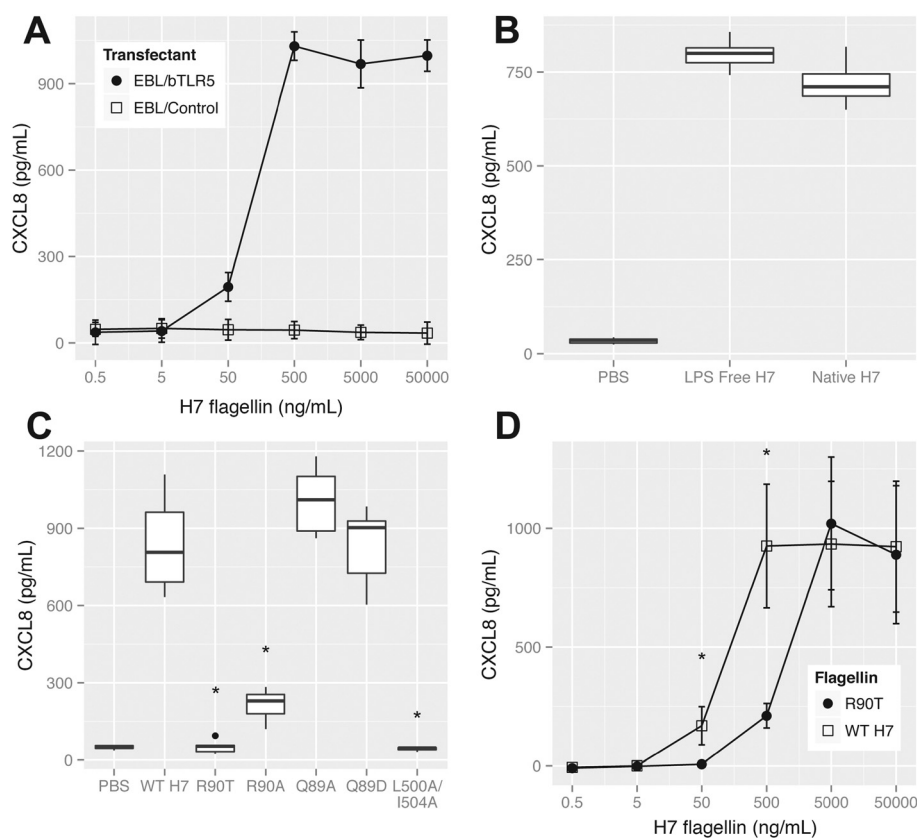 A
Transfectant
EBL/bTLR5
EBL/Control
900
600
300
0
CXCL8 (pg/mL)
0.5 5 50 500 5000 50000
H7 flagellin (ng/mL)
B
750
500
250
0
CXCL8 (pg/mL)
PBS LPS Free H7 Native H7
C
1200
900
600
300
0
CXCL8 (pg/mL)
* * *
PBS WT H7 R90T R90A Q89A Q89D L500A/
I504A
D
* *
1000
500
0
CXCL8 (pg/mL)
Flagellin
R90T
WT H7
0.5 5 50 500 5000 50000
H7 flagellin (ng/mL)